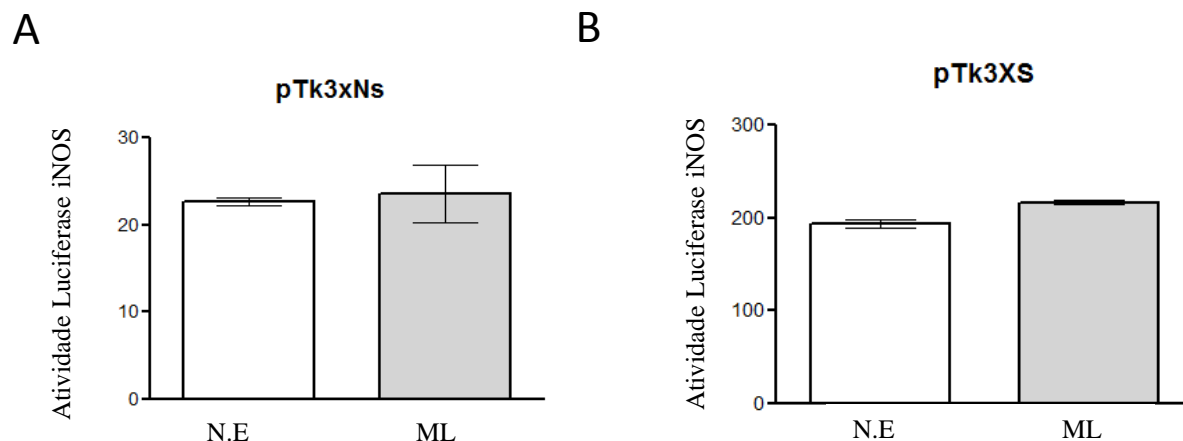 A
pTk3xNs
Atividade Luciferase iNOS
30
20
10
0
N.E
ML
B
pTk3XS
Atividade Luciferase iNOS
300
200
100
0
N.E
ML